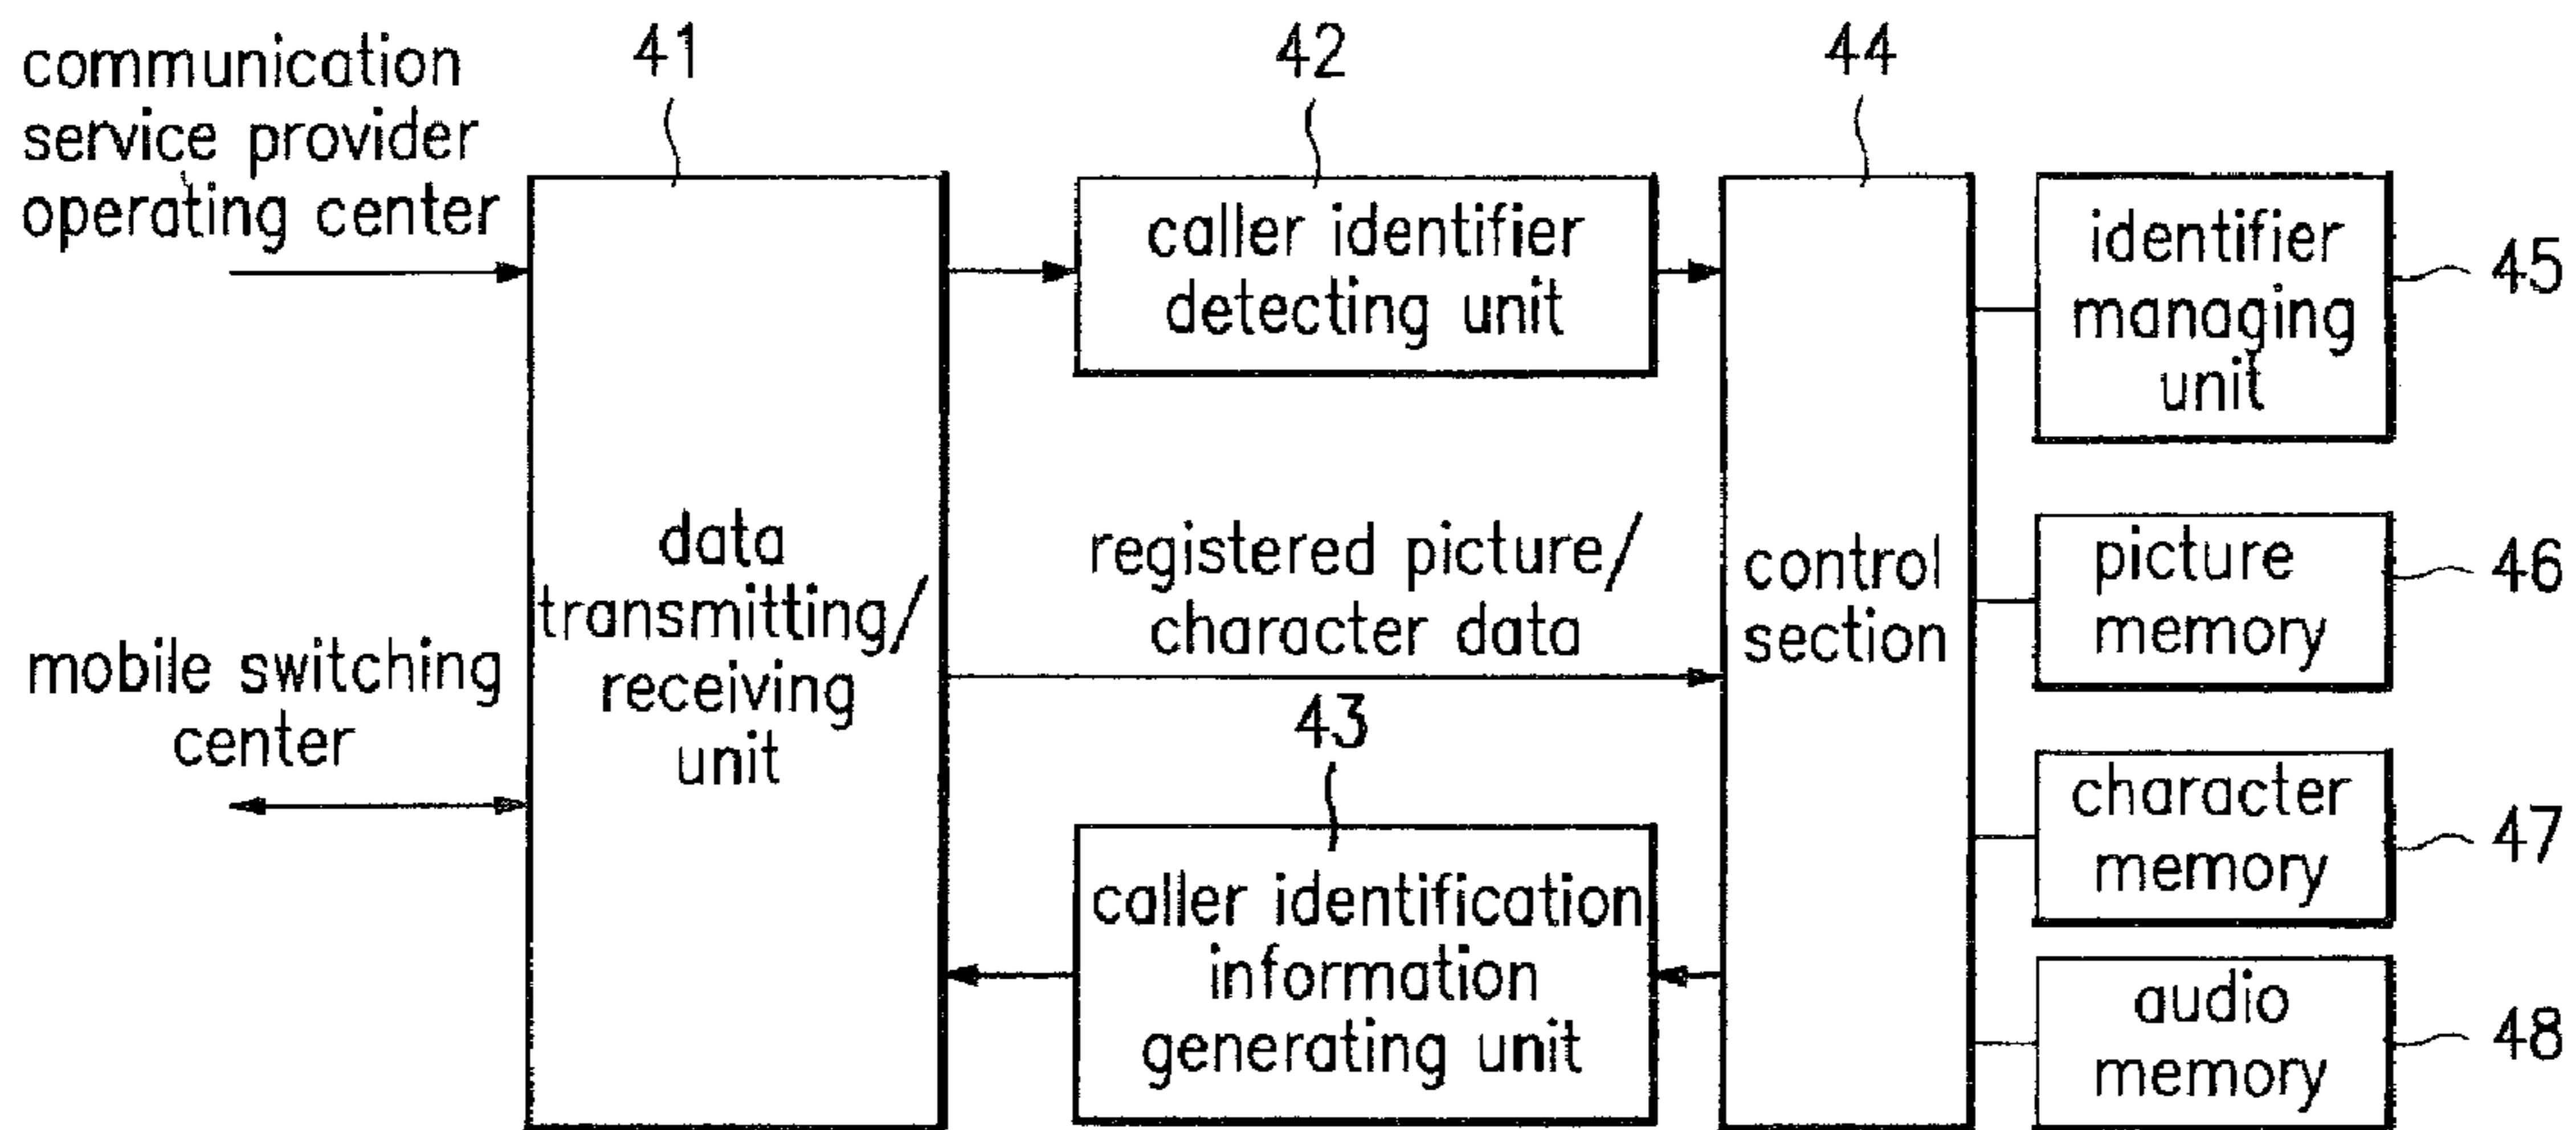 communication
service provider
operating center
mobile switching
center
41
data
transmitting/
receiving
unit
42
caller identifier
detecting unit
registered picture/
character data
43
caller identification
information
generating unit
44
control
section
identifier
managing
unit
45
picture
memory
46
character
memory
47
audio
memory
48